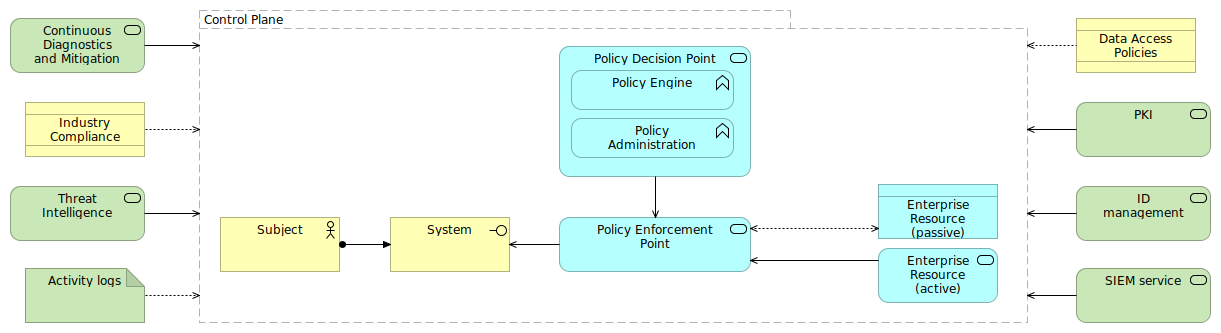 Control Plane
Continuous
Diagnostics
and Mitigation
Industry
Compliance
Threat
Intelligence
Activity logs
Policy Decision Point
Policy Engine
Policy
Administration
Subject
System
Policy Enforcement
Point
Enterprise
Resource
(passive)
Enterprise
Resource
(active)
Data Access
Policies
PKI
ID
management
SIEM service